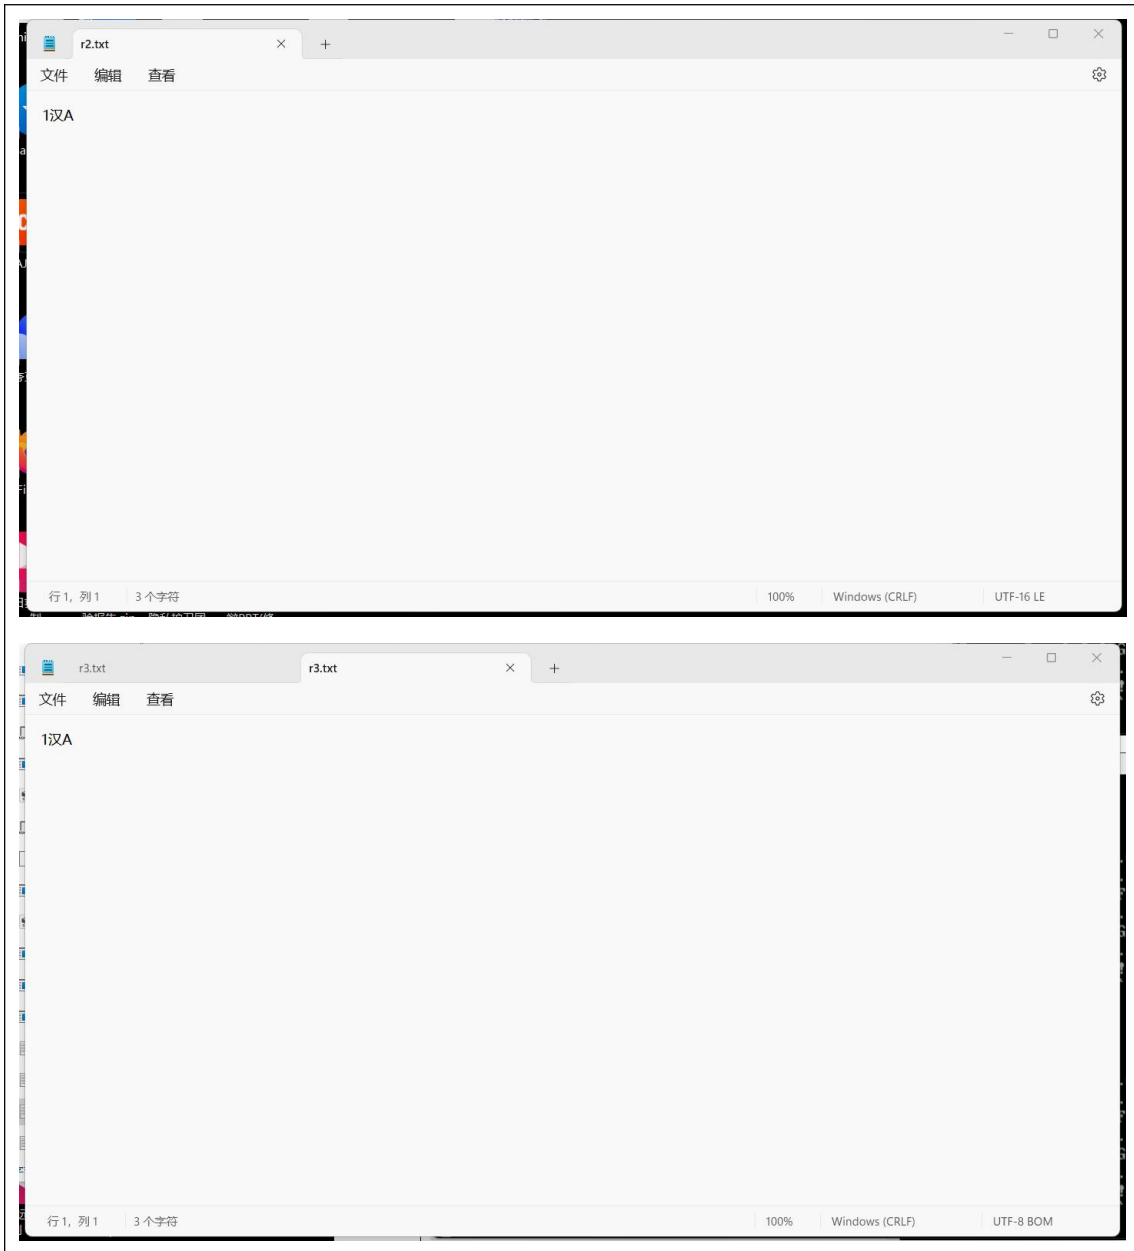 r2.txt
文件 编辑 查看
1汉A
行 1，列 1 3 个字符 100% Windows (CRLF) UTF-16 LE
r3.txt r3.txt
文件 编辑 查看
1汉A
行 1，列 1 3 个字符 100% Windows (CRLF) UTF-8 BOM